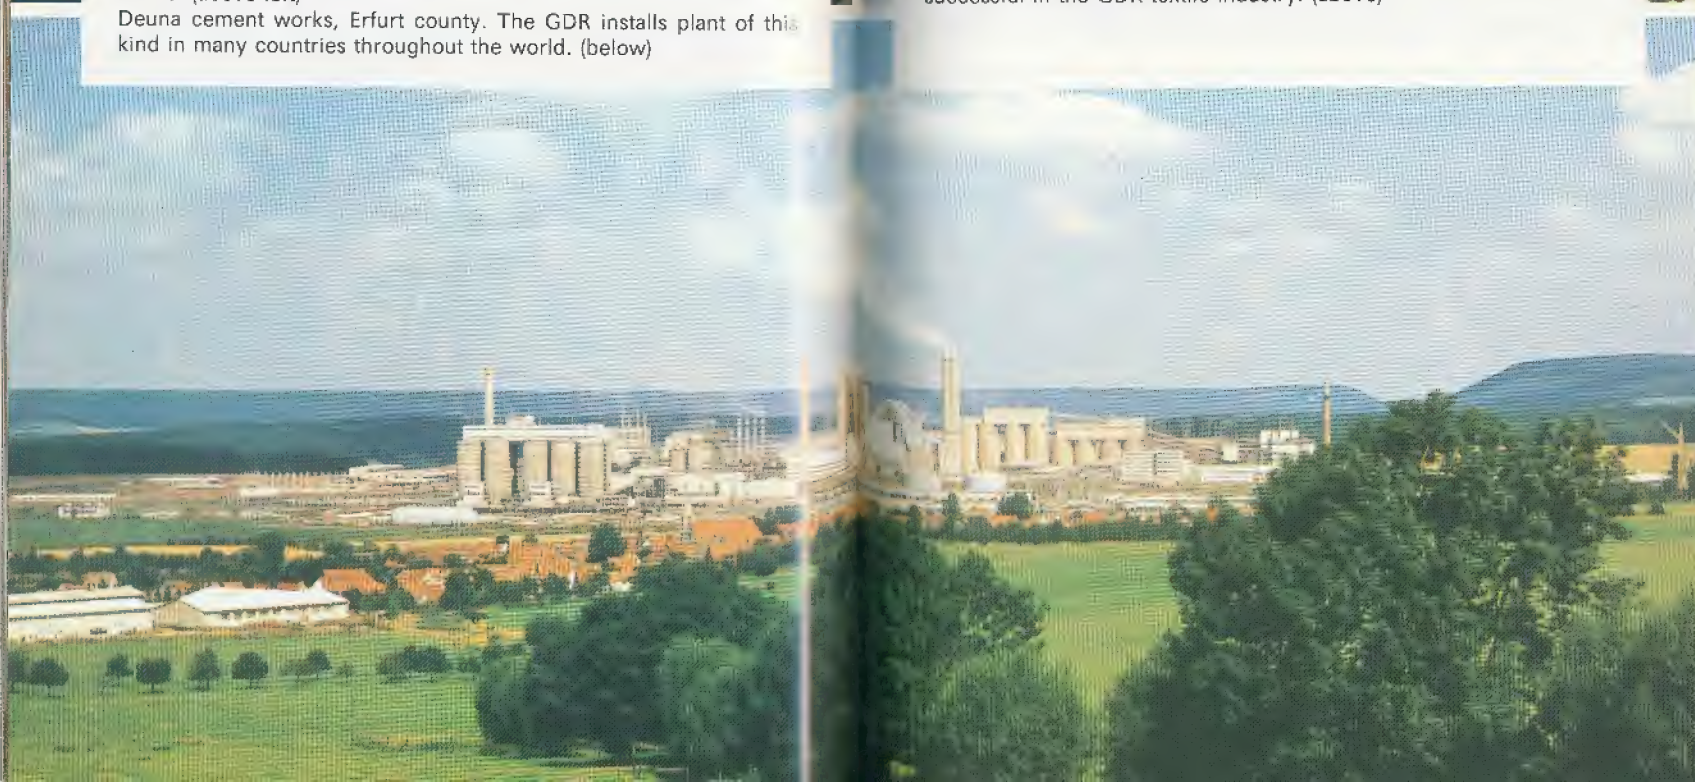 Deuna cement works, Erfurt county. The GDR installs plant of this
kind in many countries throughout the world. (below)